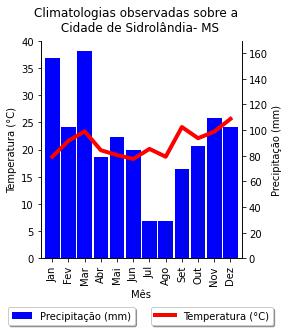 Climatologias observadas sobre a
Cidade de Sidrolândia- MS
40
35
30
25
20
15
10
5
0
Temperatura (°C)
160
140
120
100
80
60
40
20
0
Precipitação (mm)
Jan
Fev
Mar
Abr
Mai
Jun
Jul
Ago
Set
Out
Nov
Dez
Mês
Precipitação (mm)
Temperatura (°C)